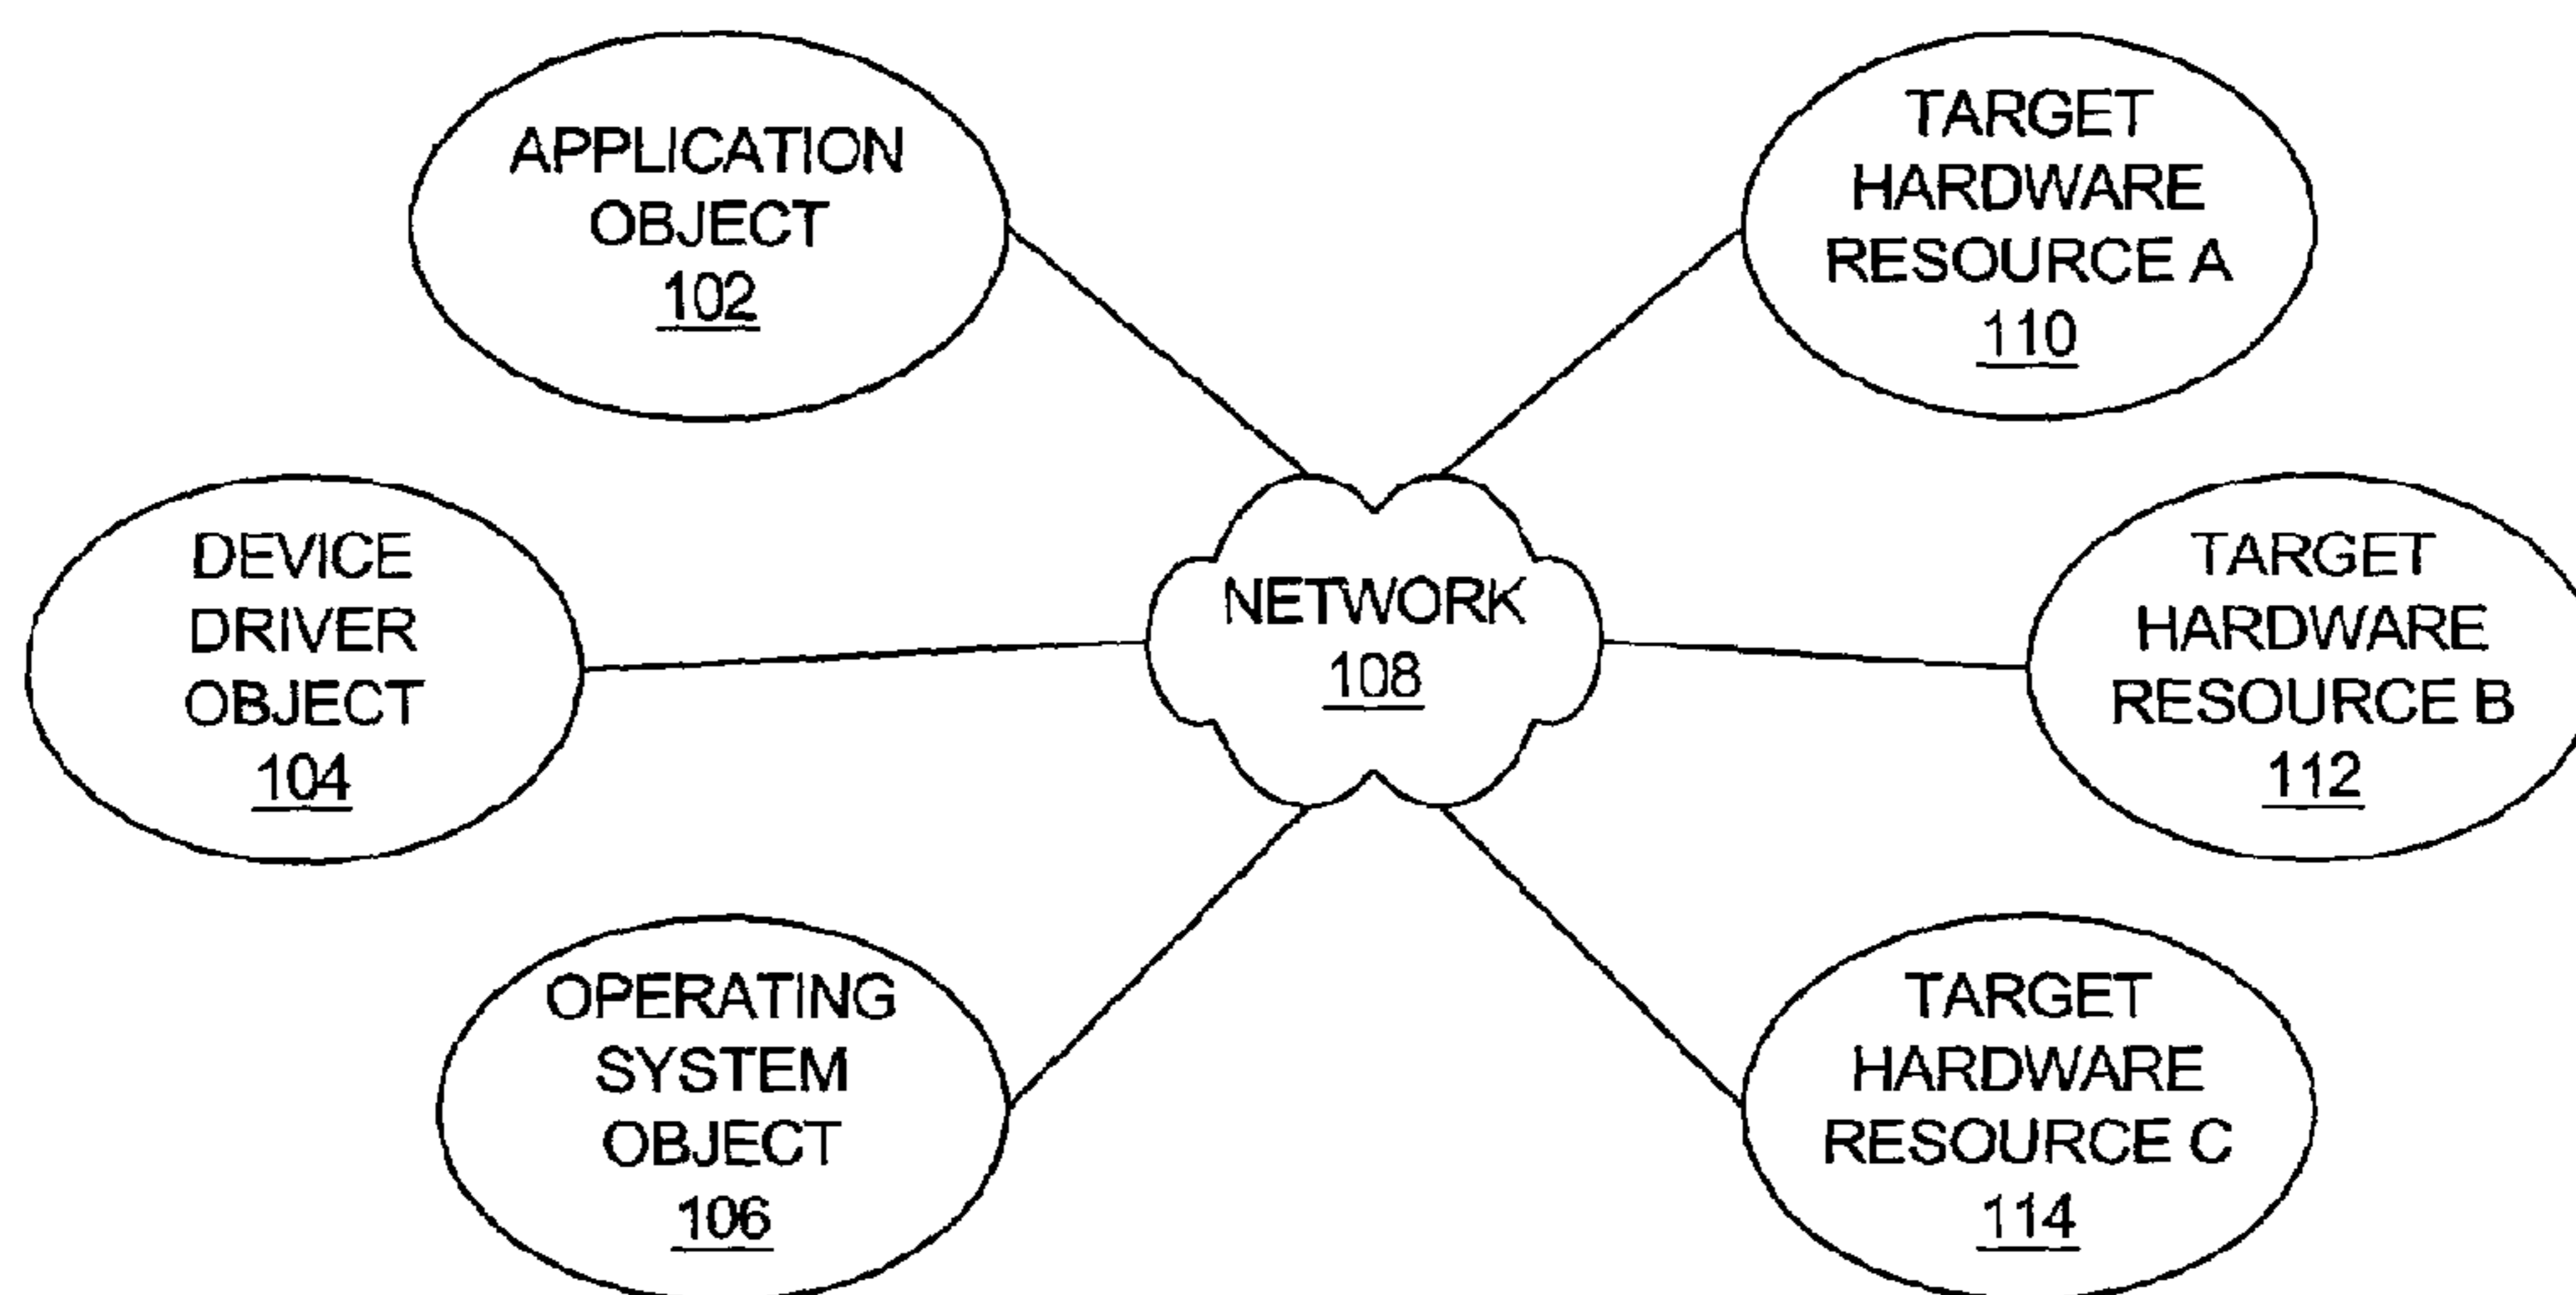 APPLICATION
OBJECT
102
TARGET
HARDWARE
RESOURCE A
110
DEVICE
DRIVER
OBJECT
104
NETWORK
108
TARGET
HARDWARE
RESOURCE B
112
OPERATING
SYSTEM
OBJECT
106
TARGET
HARDWARE
RESOURCE C
114